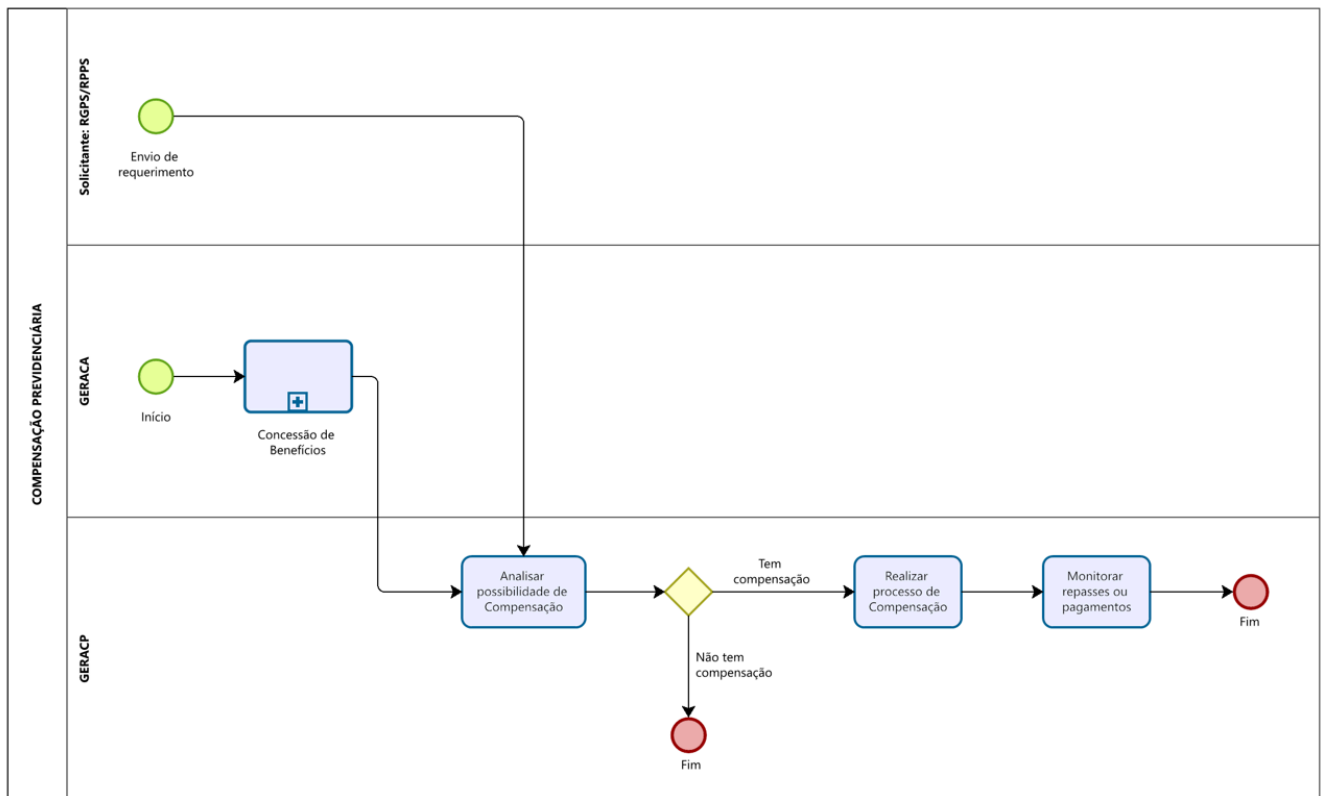 COMPENSAÇÃO PREVIDENCIÁRIA
Solicitante: RGPS/RPPS
Envio de
requerimento
GERACA
Início
Concessão de
Benefícios
GERACP
Analisar
possibilidade de
Compensação
Tem
compensação
Não tem
compensação
Fim
Realizar
processo de
Compensação
Monitorar
repasses ou
pagamentos
Fim